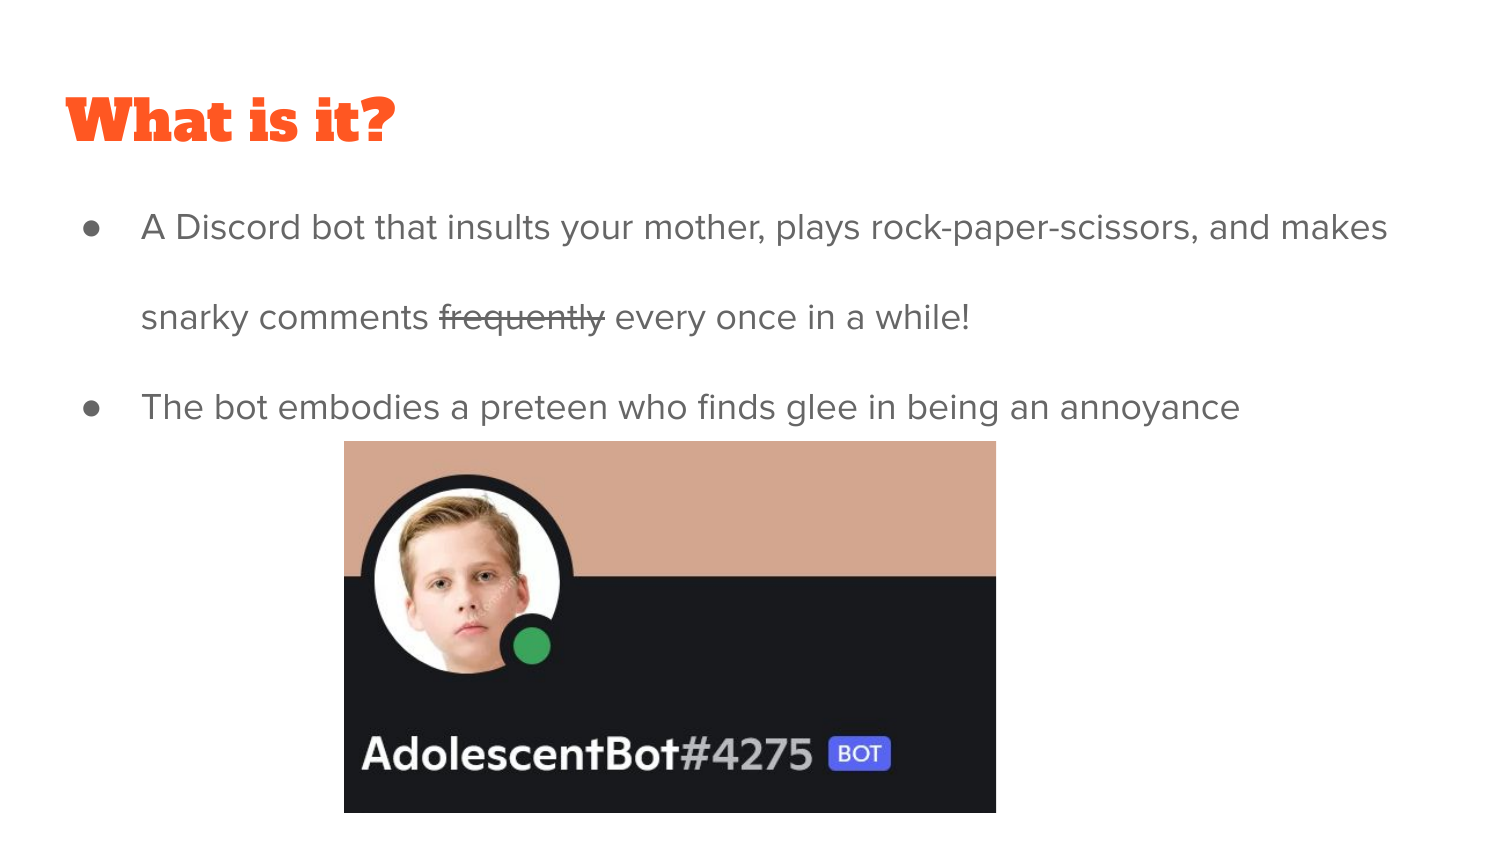 What is it?
● A Discord bot that insults your mother, plays rock-paper-scissors, and makes
snarky comments frequently every once in a while!
● The bot embodies a preteen who finds glee in being an annoyance
AdolescentBot#4275 BOT